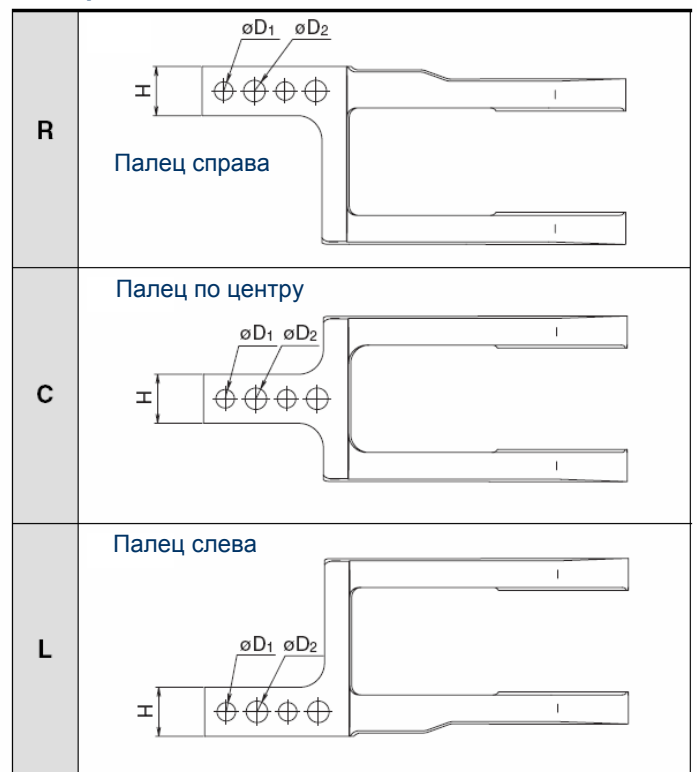 øD₁ øD₂
H
R
Палец справа
Палец по центру
øD₁ øD₂
H
C
Палец слева
øD₁ øD₂
L
H